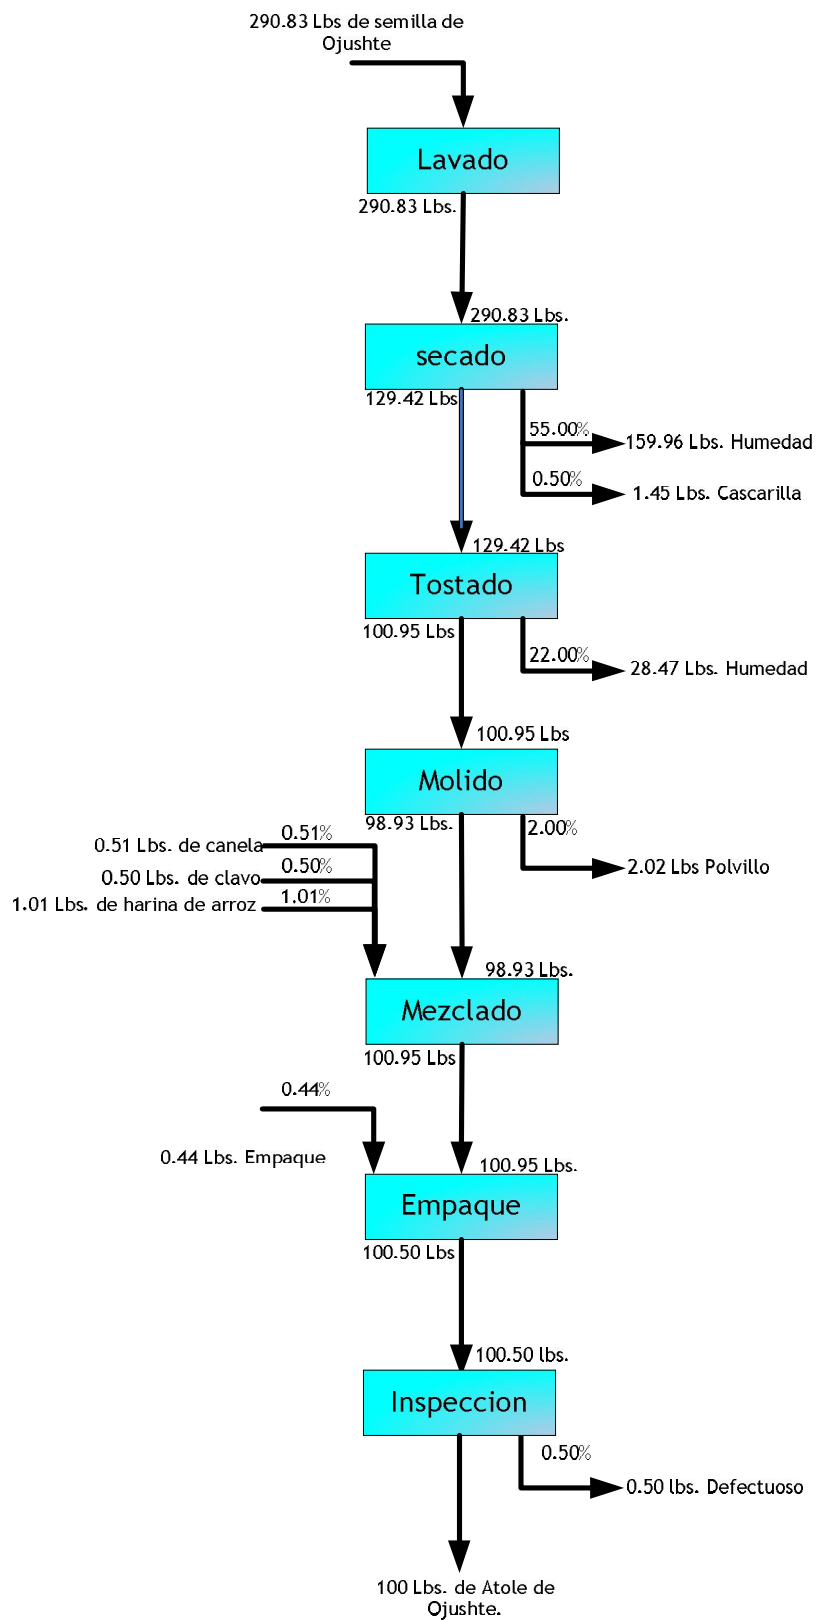 290.83 Lbs de semilla de
Ojushte
Lavado
290.83 Lbs.
290.83 Lbs.
secado
129.42 Lbs
55.00%
159.96 Lbs. Humedad
0.50%
1.45 Lbs. Cascarilla
129.42 Lbs
Tostado
100.95 Lbs
22.00%
28.47 Lbs. Humedad
100.95 Lbs
Molido
98.93 Lbs.
2.00%
2.02 Lbs Polvillo
0.51%
0.51 Lbs. de canela
0.50%
0.50 Lbs. de clavo
1.01%
1.01 Lbs. de harina de arroz
98.93 Lbs.
Mezclado
100.95 Lbs
0.44%
0.44 Lbs. Empaque
100.95 Lbs.
Empaque
100.50 Lbs
100.50 lbs.
Inspeccion
0.50%
0.50 lbs. Defectuoso
100 Lbs. de Atole de
Ojushte.